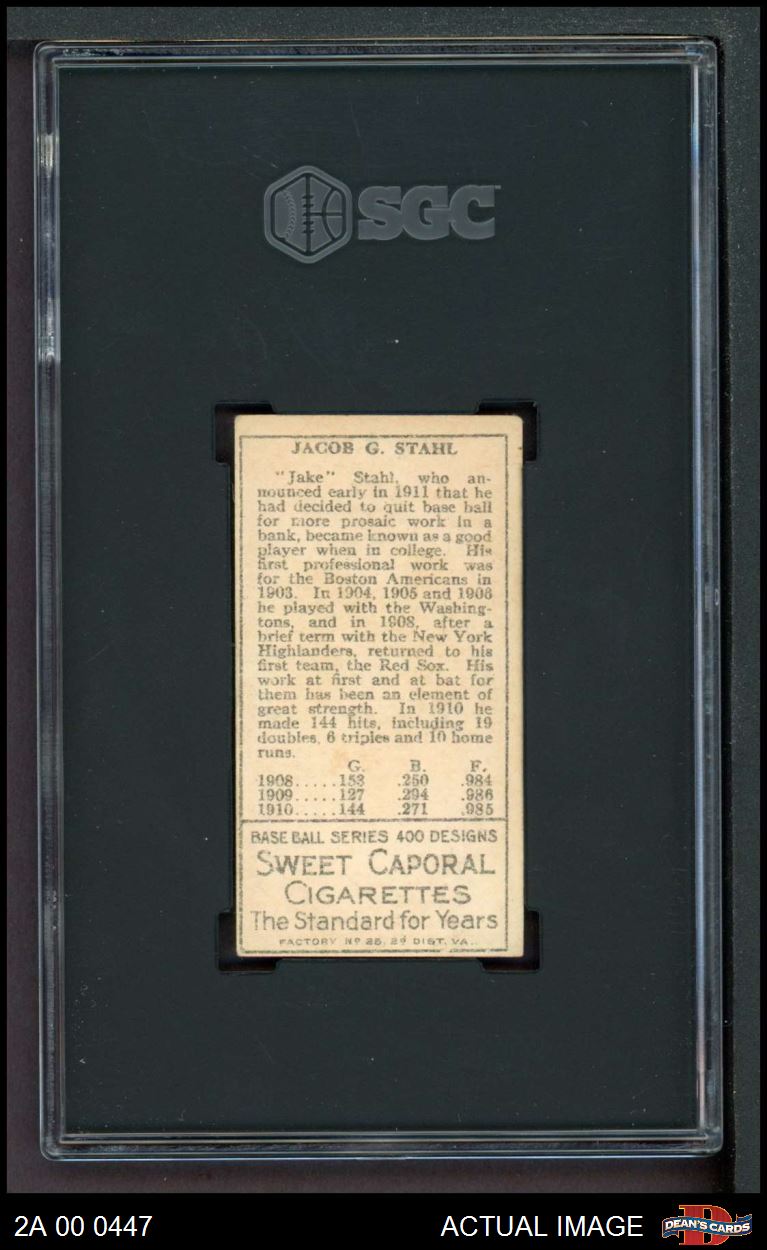 SGC
JACOB G. STAHL
"Jake" Stahl, who an-
nounced early in 1911 that he
had decided to quit base ball
for more prosaic work in a
bank, became known as a good
player when in college. His
first professional work was
for the Boston Americans in
1903. In 1904, 1905 and 1906
he played with the Washing-
tons, and in 1908, after a
brief term with the New York
Highlanders, returned to his
first team, the Red Sox. His
work at first and at bat for
them has been an element of
great strength. In 1910 he
made 144 hits, including 19
doubles, 6 triples and 10 home
runs.
G. B. F.
1908.....153 .250 .984
1909.....127 .294 .986
1910.....144 .271 .985
BASE BALL SERIES 400 DESIGNS
SWEET CAPORAL
CIGARETTES
The Standard for Years
FACTORY Nº 25, 2d DIST. VA.
2A 00 0447
ACTUAL IMAGE
DEAN'S CARDS